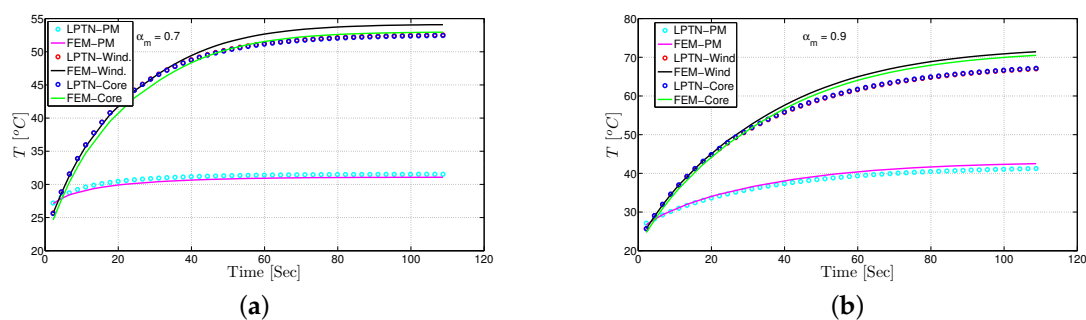 55
50
45
40
35
30
25
20
T [°C]
LPTN−PM
FEM−PM
LPTN−Wind.
FEM−Wind.
LPTN−Core
FEM−Core
α_m = 0.7
0 20 40 60 80 100 120
Time [Sec]
(a)
90
80
70
60
50
40
30
20
T [°C]
LPTN−PM
FEM−PM
LPTN−Wind
FEM−Wind
LPTN−Core
FEM−Core
α_m = 0.9
0 20 40 60 80 100 120
Time [Sec]
(b)